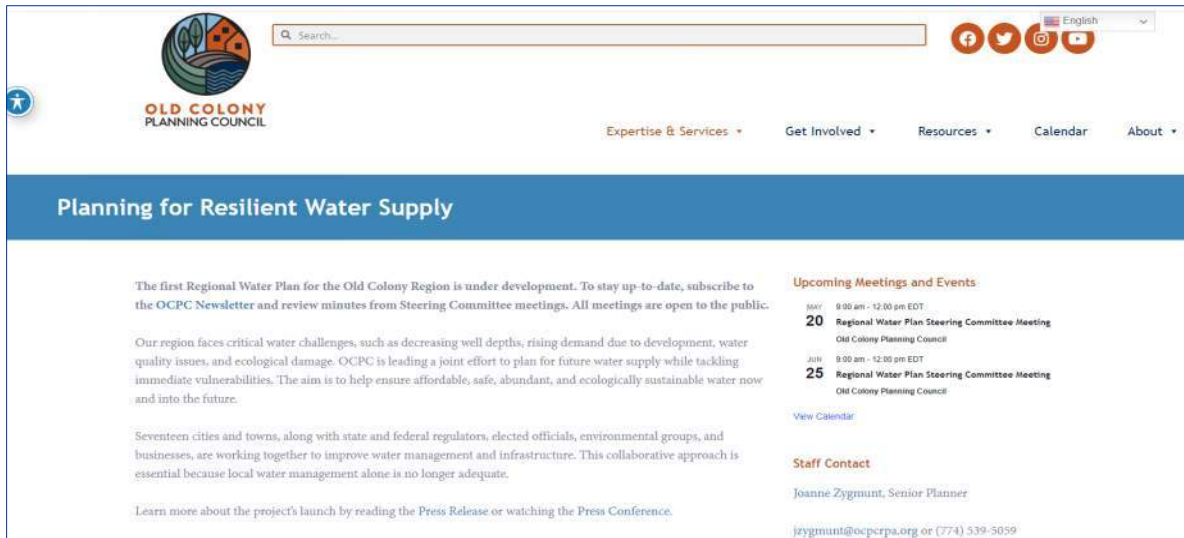 Search...
English
OLD COLONY
PLANNING COUNCIL
Expertise & Services
Get Involved
Resources
Calendar
About
Planning for Resilient Water Supply
The first Regional Water Plan for the Old Colony Region is under development. To stay up-to-date, subscribe to
the OCPC Newsletter and review minutes from Steering Committee meetings. All meetings are open to the public.
Our region faces critical water challenges, such as decreasing well depths, rising demand due to development, water
quality issues, and ecological damage. OCPC is leading a joint effort to plan for future water supply while tackling
immediate vulnerabilities. The aim is to help ensure affordable, safe, abundant, and ecologically sustainable water now
and into the future.
Seventeen cities and towns, along with state and federal regulators, elected officials, environmental groups, and
businesses, are working together to improve water management and infrastructure. This collaborative approach is
essential because local water management alone is no longer adequate.
Learn more about the project's launch by reading the Press Release or watching the Press Conference.
Upcoming Meetings and Events
MAY 9:00 am - 12:00 pm EDT
20 Regional Water Plan Steering Committee Meeting
Old Colony Planning Council
JUN 9:00 am - 12:00 pm EDT
25 Regional Water Plan Steering Committee Meeting
Old Colony Planning Council
View Calendar
Staff Contact
Joanne Zygmunt, Senior Planner
jzygmunt@ocpcrpa.org or (774) 539-5059